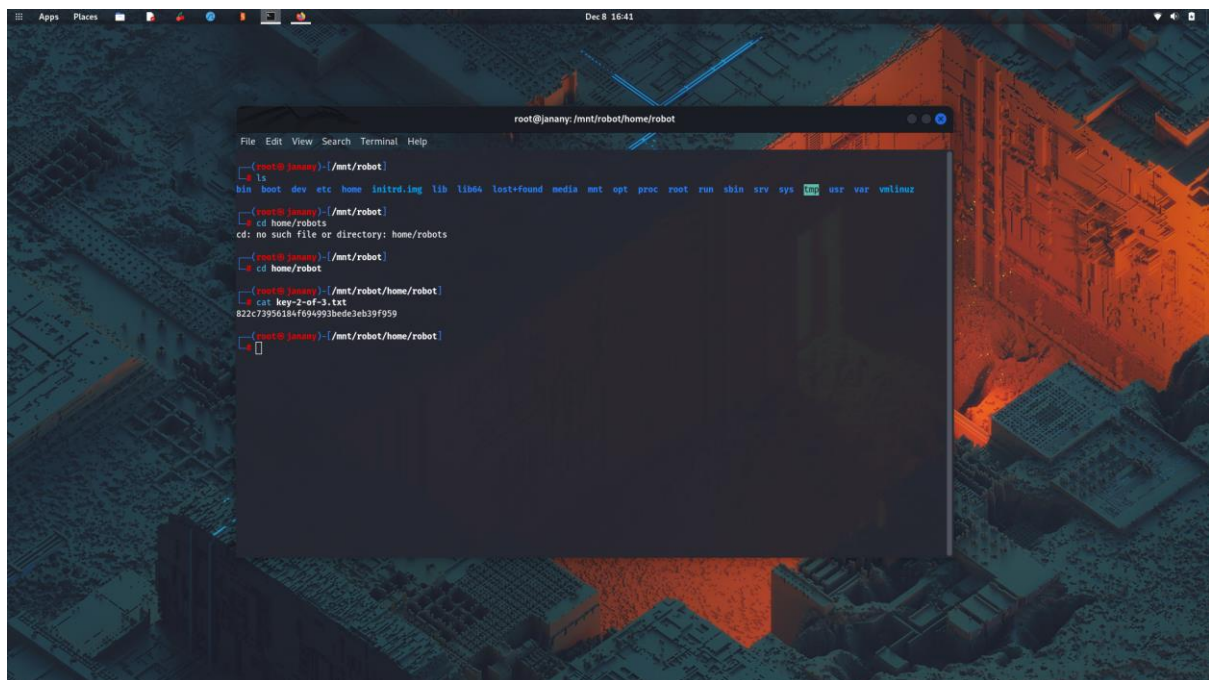 Apps Places Dec 8 16:41
root@janany: /mnt/robot/home/robot
File Edit View Search Terminal Help
┌──(root㉿janany)-[/mnt/robot]
└─# ls
bin boot dev etc home initrd.img lib lib64 lost+found media mnt opt proc root run sbin srv sys tmp usr var vmlinuz
┌──(root㉿janany)-[/mnt/robot]
└─# cd home/robots
cd: no such file or directory: home/robots
┌──(root㉿janany)-[/mnt/robot]
└─# cd home/robot
┌──(root㉿janany)-[/mnt/robot/home/robot]
└─# cat key-2-of-3.txt
822c73956184f694993bede3eb39f959
┌──(root㉿janany)-[/mnt/robot/home/robot]
└─#